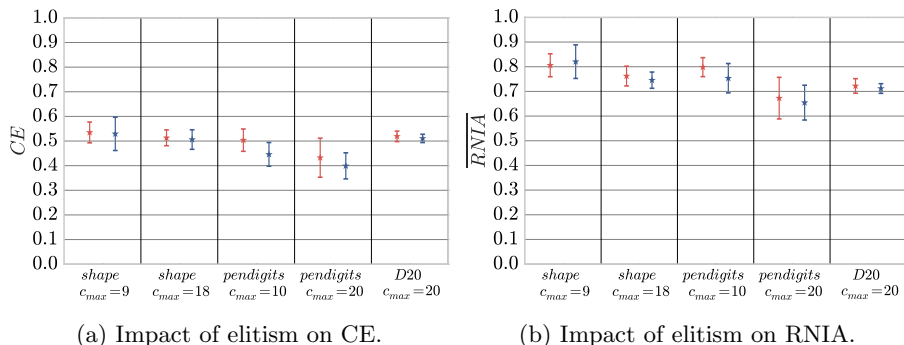 1.0
0.9
0.8
0.7
0.6
0.5
0.4
0.3
0.2
0.1
0.0
CE
shape shape pendigits pendigits D20
c_max=9 c_max=18 c_max=10 c_max=20 c_max=20
(a) Impact of elitism on CE.
1.0
0.9
0.8
0.7
0.6
0.5
0.4
0.3
0.2
0.1
0.0
RNIA
shape shape pendigits pendigits D20
c_max=9 c_max=18 c_max=10 c_max=20 c_max=20
(b) Impact of elitism on RNIA.